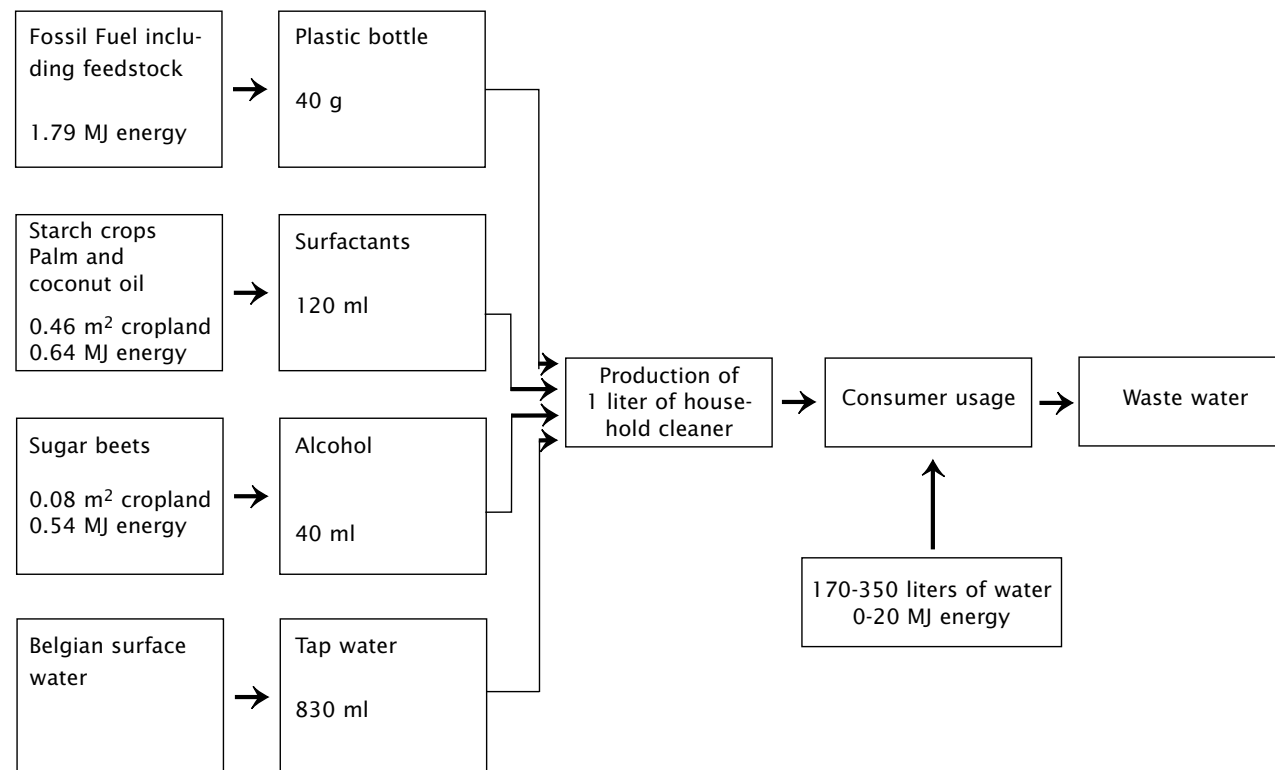 Fossil Fuel inclu-
ding feedstock
1.79 MJ energy
Plastic bottle
40 g
Starch crops
Palm and
coconut oil
0.46 m² cropland
0.64 MJ energy
Surfactants
120 ml
Sugar beets
0.08 m² cropland
0.54 MJ energy
Alcohol
40 ml
Belgian surface
water
Tap water
830 ml
Production of
1 liter of house-
hold cleaner
Consumer usage
Waste water
170-350 liters of water
0-20 MJ energy